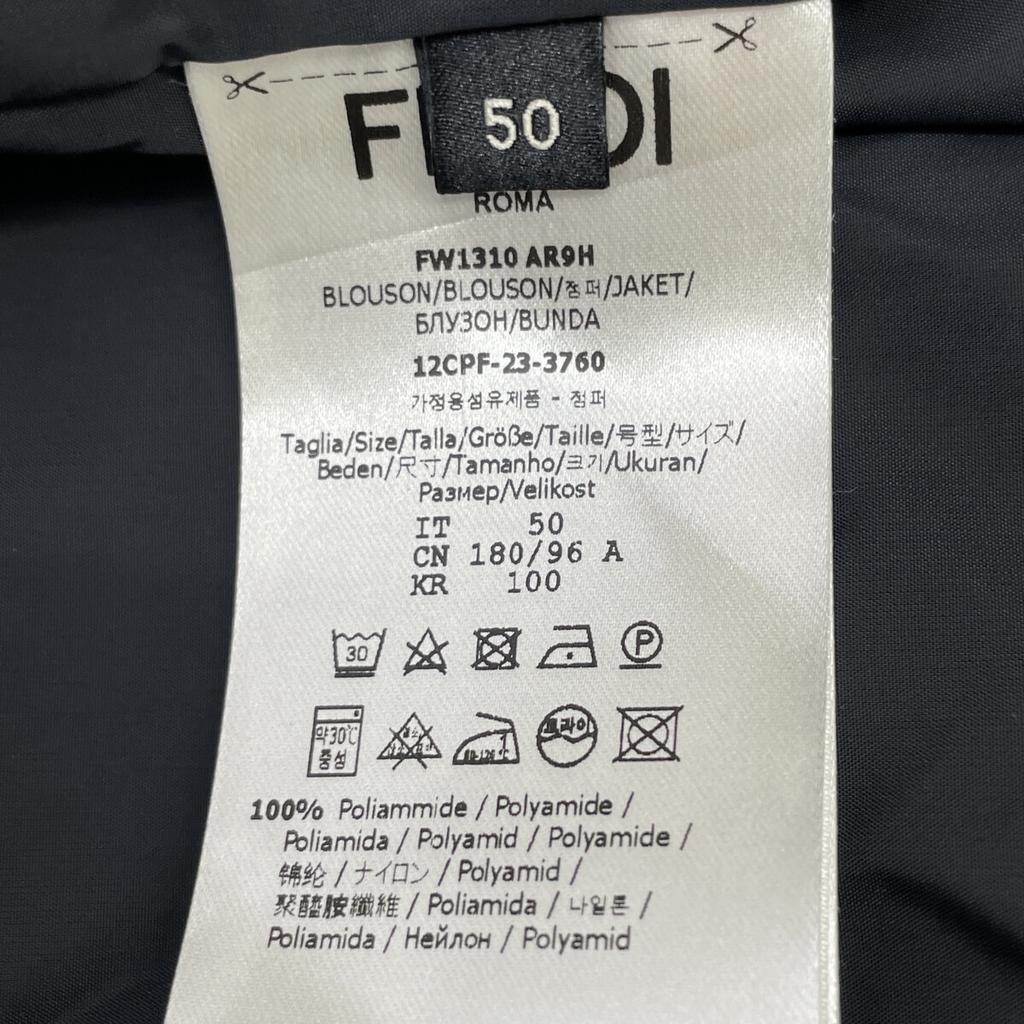 50
F DI
ROMA
FW1310 AR9H
BLOUSON/BLOUSON/점퍼/JAKET/
БЛУЗОН/BUNDA
12CPF-23-3760
가정용섬유제품 - 점퍼
Taglia/Size/Talla/Größe/Taille/号型/サイズ/
Beden/尺寸/Tamanho/크기/Ukuran/
Размер/Velikost
IT 50
CN 180/96 A
KR 100
30
P
약30℃
중성
드라이
100% Poliammide / Polyamide /
Poliamida / Polyamid / Polyamide /
锦纶 / ナイロン / Polyamid /
聚醯胺纖維 / Poliamida / 나일론 /
Poliamida / Нейлон / Polyamid